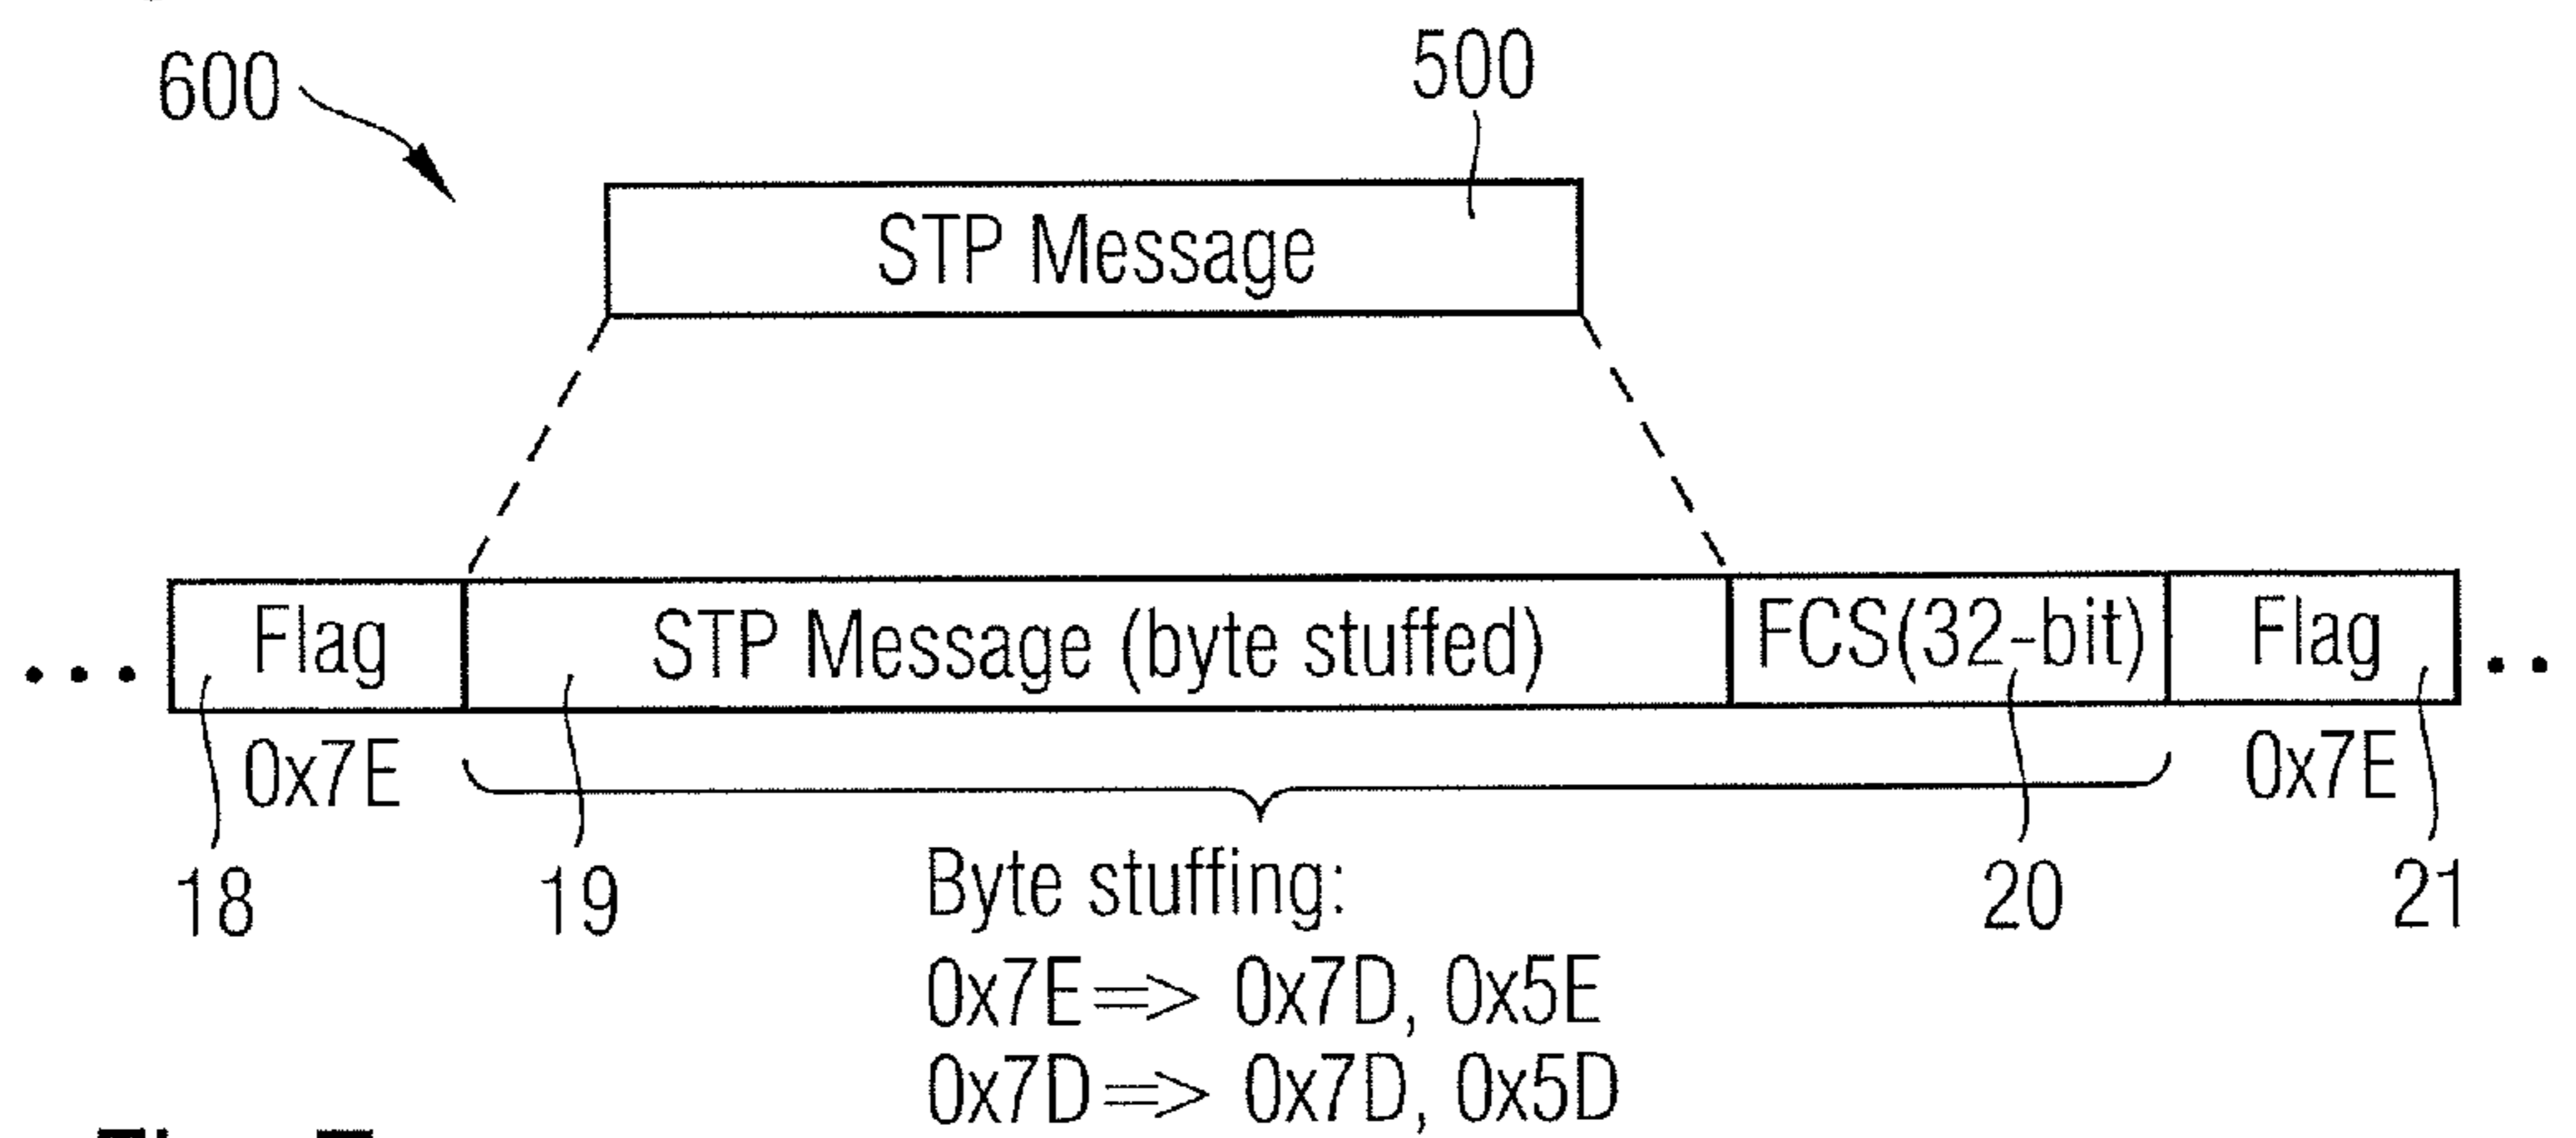 600
500
STP Message
... Flag STP Message (byte stuffed) FCS(32-bit) Flag ..
0x7E 0x7E
18 19 20 21
Byte stuffing:
0x7E => 0x7D, 0x5E
0x7D => 0x7D, 0x5D